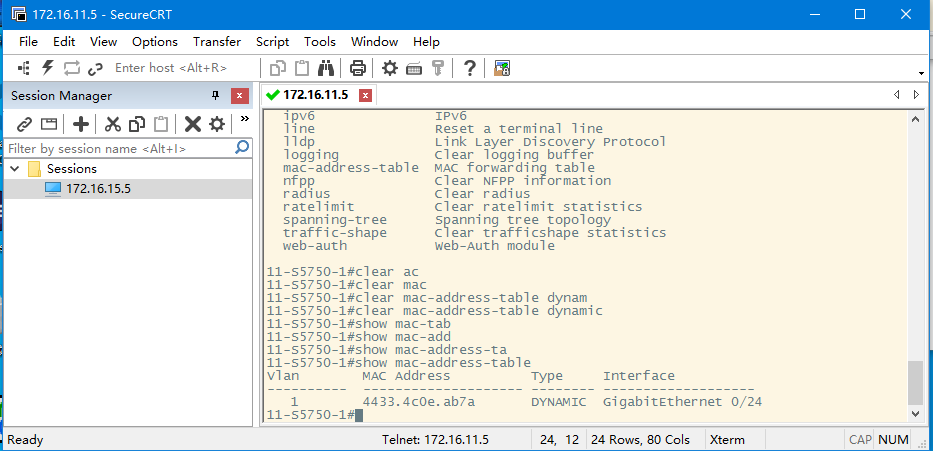 172.16.11.5 - SecureCRT
File Edit View Options Transfer Script Tools Window Help
Enter host <Alt+R>
Session Manager
172.16.11.5
Filter by session name <Alt+I>
Sessions
172.16.15.5
ipv6 IPv6
line Reset a terminal line
lldp Link Layer Discovery Protocol
logging Clear logging buffer
mac-address-table MAC forwarding table
nfpp Clear NFPP information
radius Clear radius
ratelimit Clear ratelimit statistics
spanning-tree Spanning tree topology
traffic-shape Clear trafficshape statistics
web-auth Web-Auth module
11-S5750-1#clear ac
11-S5750-1#clear mac
11-S5750-1#clear mac-address-table dynam
11-S5750-1#clear mac-address-table dynamic
11-S5750-1#show mac-tab
11-S5750-1#show mac-add
11-S5750-1#show mac-address-ta
11-S5750-1#show mac-address-table
Vlan MAC Address Type Interface
---------- -------------------- -------- -------------------
1 4433.4c0e.ab7a DYNAMIC GigabitEthernet 0/24
11-S5750-1#
Ready Telnet: 172.16.11.5 24, 12 24 Rows, 80 Cols Xterm CAP NUM